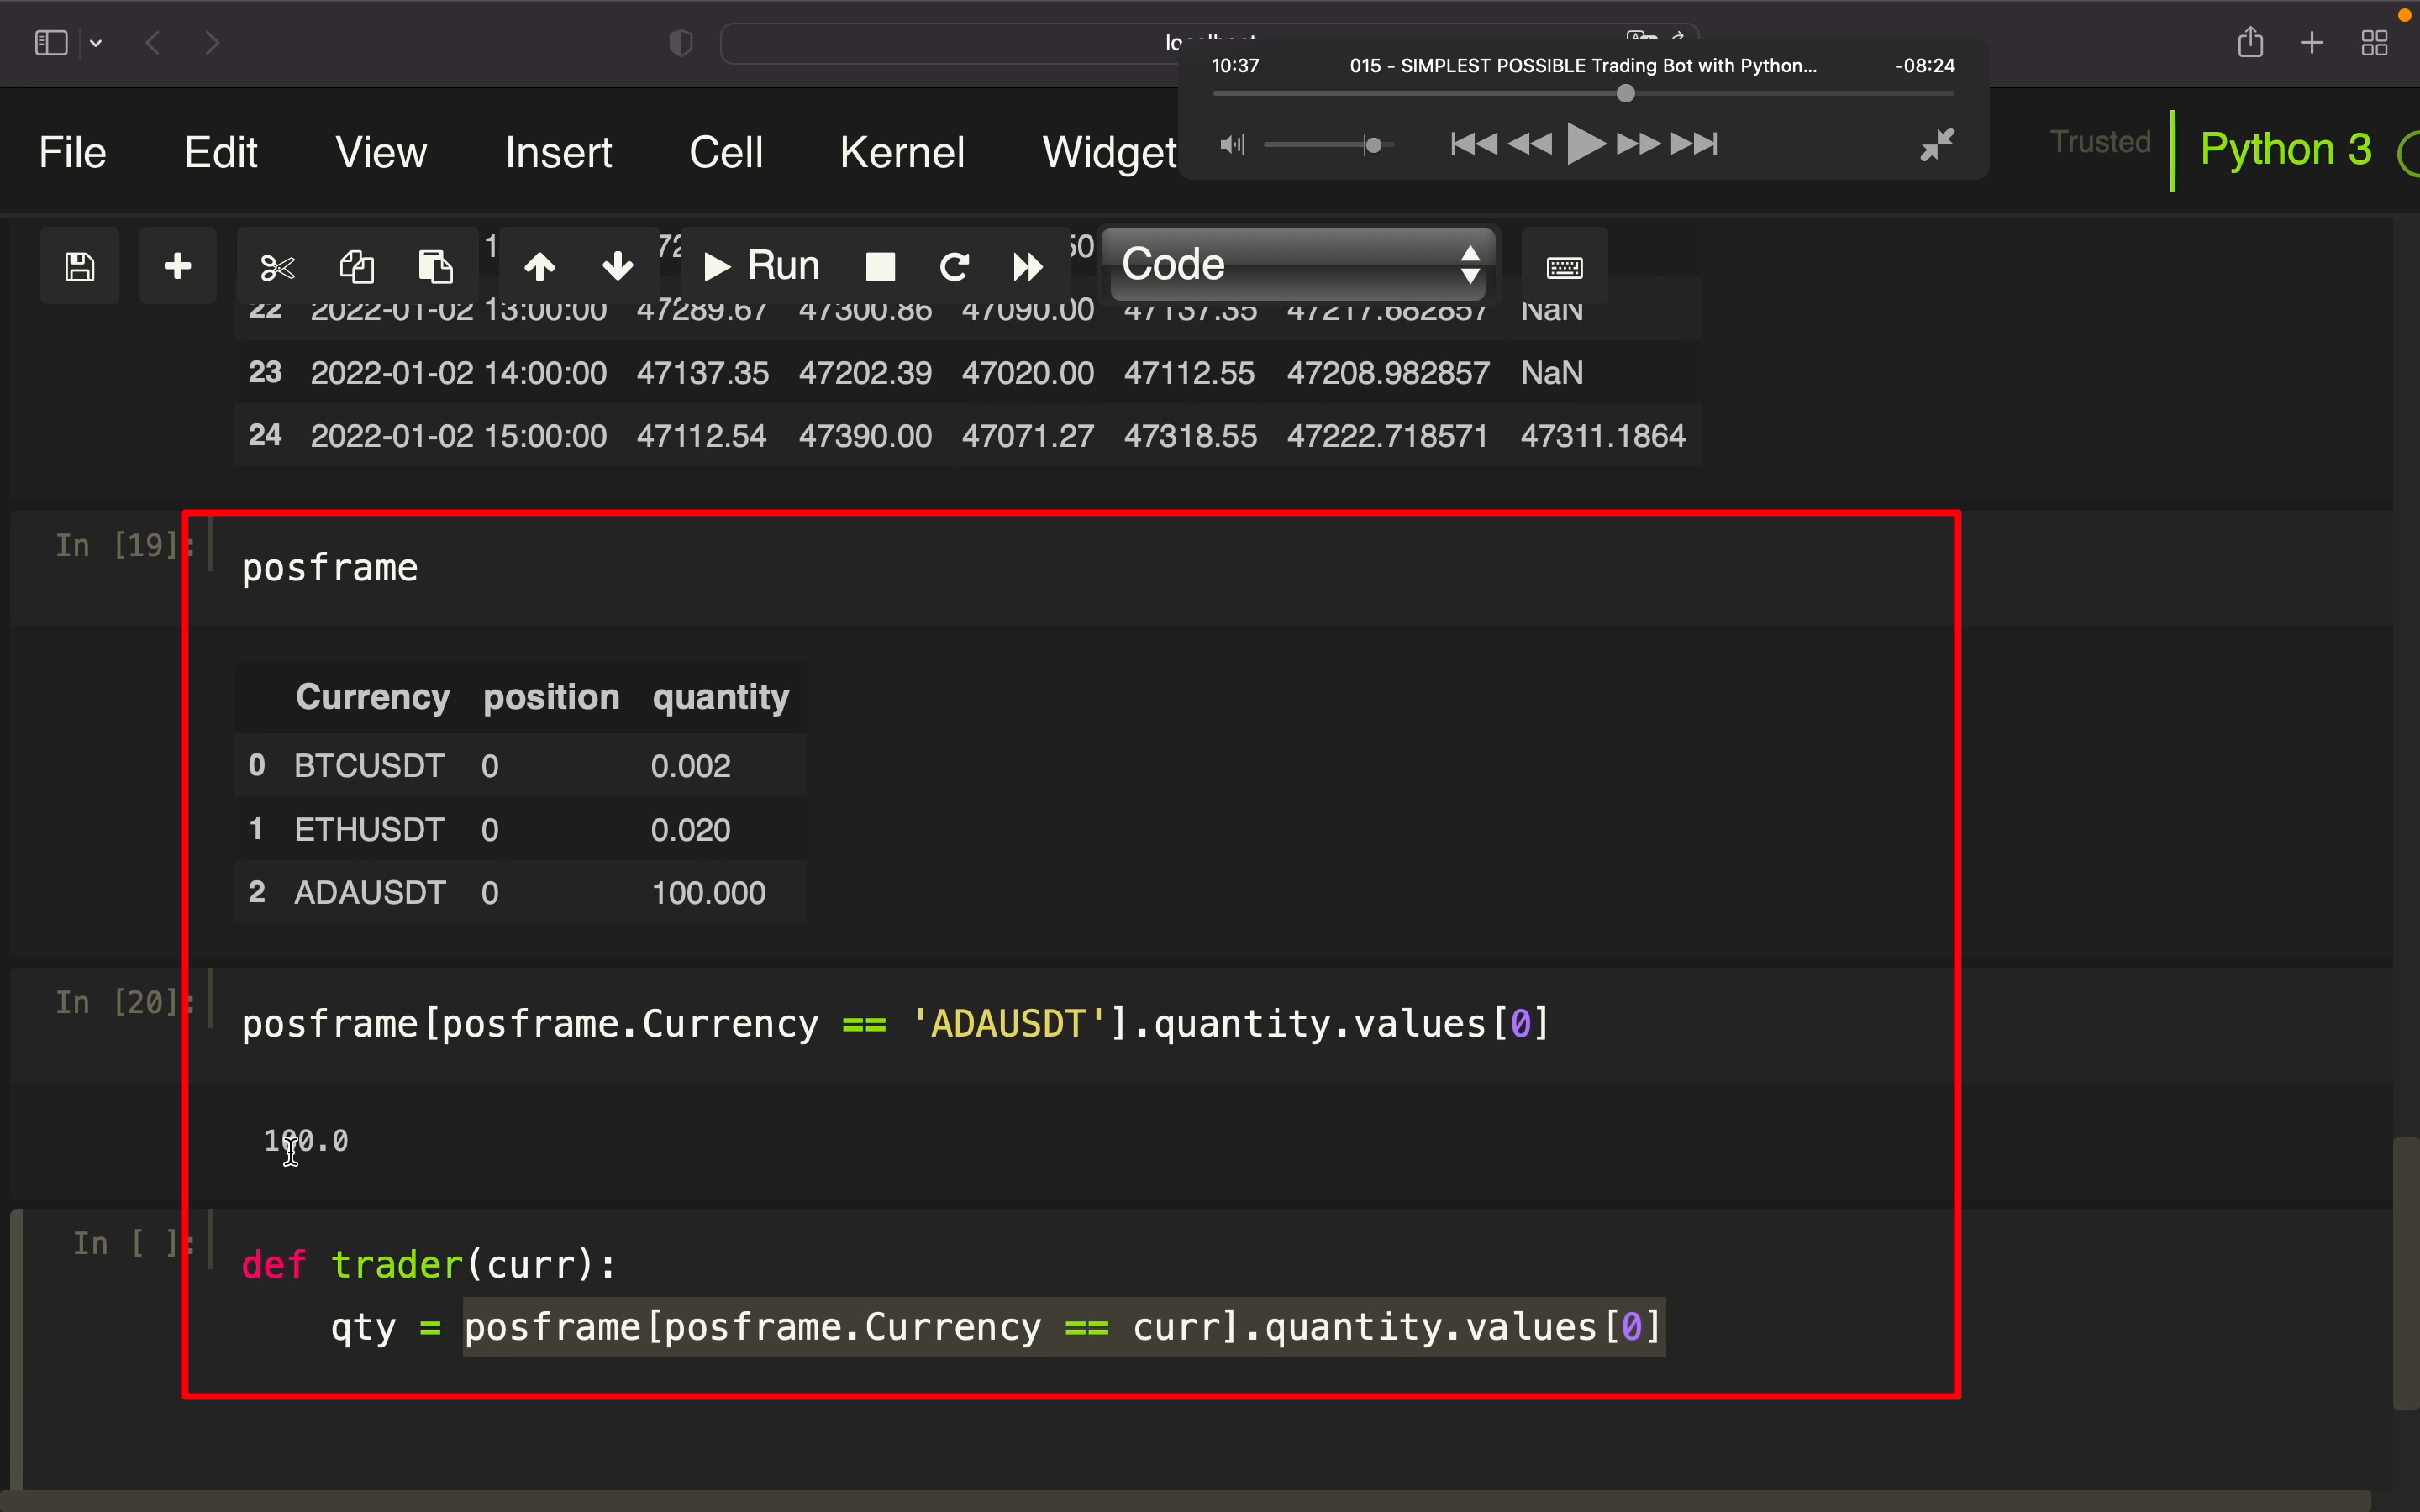 10:37 015 - SIMPLEST POSSIBLE Trading Bot with Python... -08:24
File Edit View Insert Cell Kernel Widget Trusted Python 3
Run Code
22 2022-01-02 13:00:00 47289.67 47300.86 47090.00 47137.35 47217.682857 NaN
23 2022-01-02 14:00:00 47137.35 47202.39 47020.00 47112.55 47208.982857 NaN
24 2022-01-02 15:00:00 47112.54 47390.00 47071.27 47318.55 47222.718571 47311.1864
In [19]: posframe
Currency position quantity
0 BTCUSDT 0 0.002
1 ETHUSDT 0 0.020
2 ADAUSDT 0 100.000
In [20]: posframe[posframe.Currency == 'ADAUSDT'].quantity.values[0]
100.0
In [ ]: def trader(curr):
qty = posframe[posframe.Currency == curr].quantity.values[0]